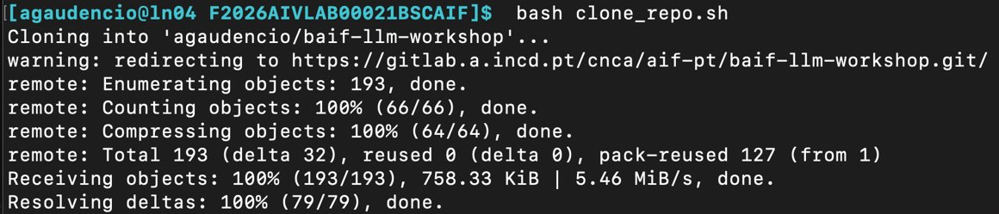 [agaudencio@ln04 F2026AIVLAB00021BSCAIF]$ bash clone_repo.sh
Cloning into 'agaudencio/baif-llm-workshop'...
warning: redirecting to https://gitlab.a.incd.pt/cnca/aif-pt/baif-llm-workshop.git/
remote: Enumerating objects: 193, done.
remote: Counting objects: 100% (66/66), done.
remote: Compressing objects: 100% (64/64), done.
remote: Total 193 (delta 32), reused 0 (delta 0), pack-reused 127 (from 1)
Receiving objects: 100% (193/193), 758.33 KiB | 5.46 MiB/s, done.
Resolving deltas: 100% (79/79), done.